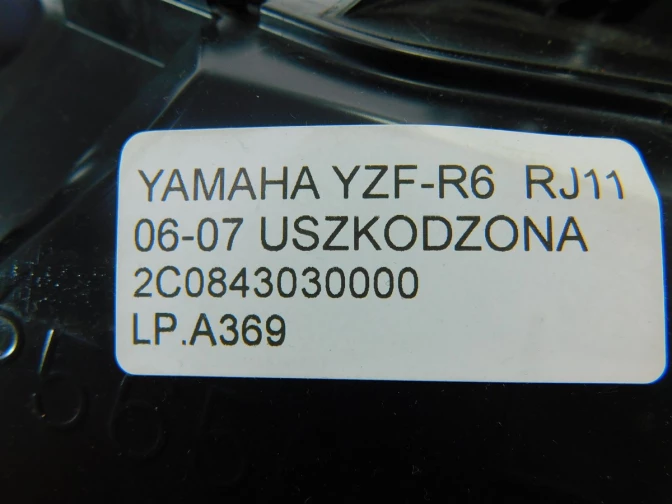 YAMAHA YZF-R6 RJ11
06-07 USZKODZONA
2C0843030000
LP.A369